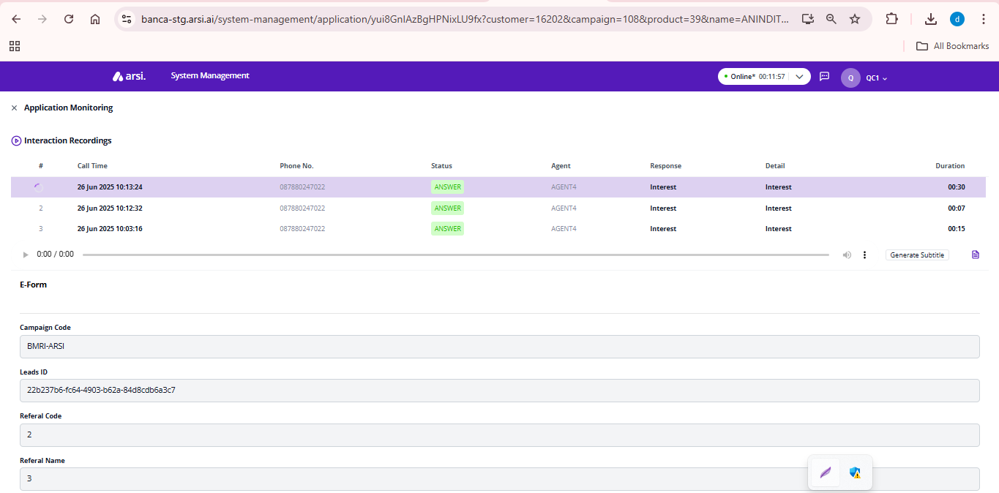 banca-stg.arsi.ai/system-management/application/yui8GnIAzBgHPNixLU9fx?customer=16202&campaign=108&product=39&name=ANINDIT...
d
All Bookmarks
arsi.
System Management
Online* 00:11:57
Q
QC1
Application Monitoring
Interaction Recordings
# Call Time Phone No. Status Agent Response Detail Duration
26 Jun 2025 10:13:24 087880247022 ANSWER AGENT4 Interest Interest 00:30
2 26 Jun 2025 10:12:32 087880247022 ANSWER AGENT4 Interest Interest 00:07
3 26 Jun 2025 10:03:16 087880247022 ANSWER AGENT4 Interest Interest 00:15
0:00 / 0:00 Generate Subtitle
E-Form
Campaign Code
BMRI-ARSI
Leads ID
22b237b6-fc64-4903-b62a-84d8cdb6a3c7
Referal Code
2
Referal Name
3